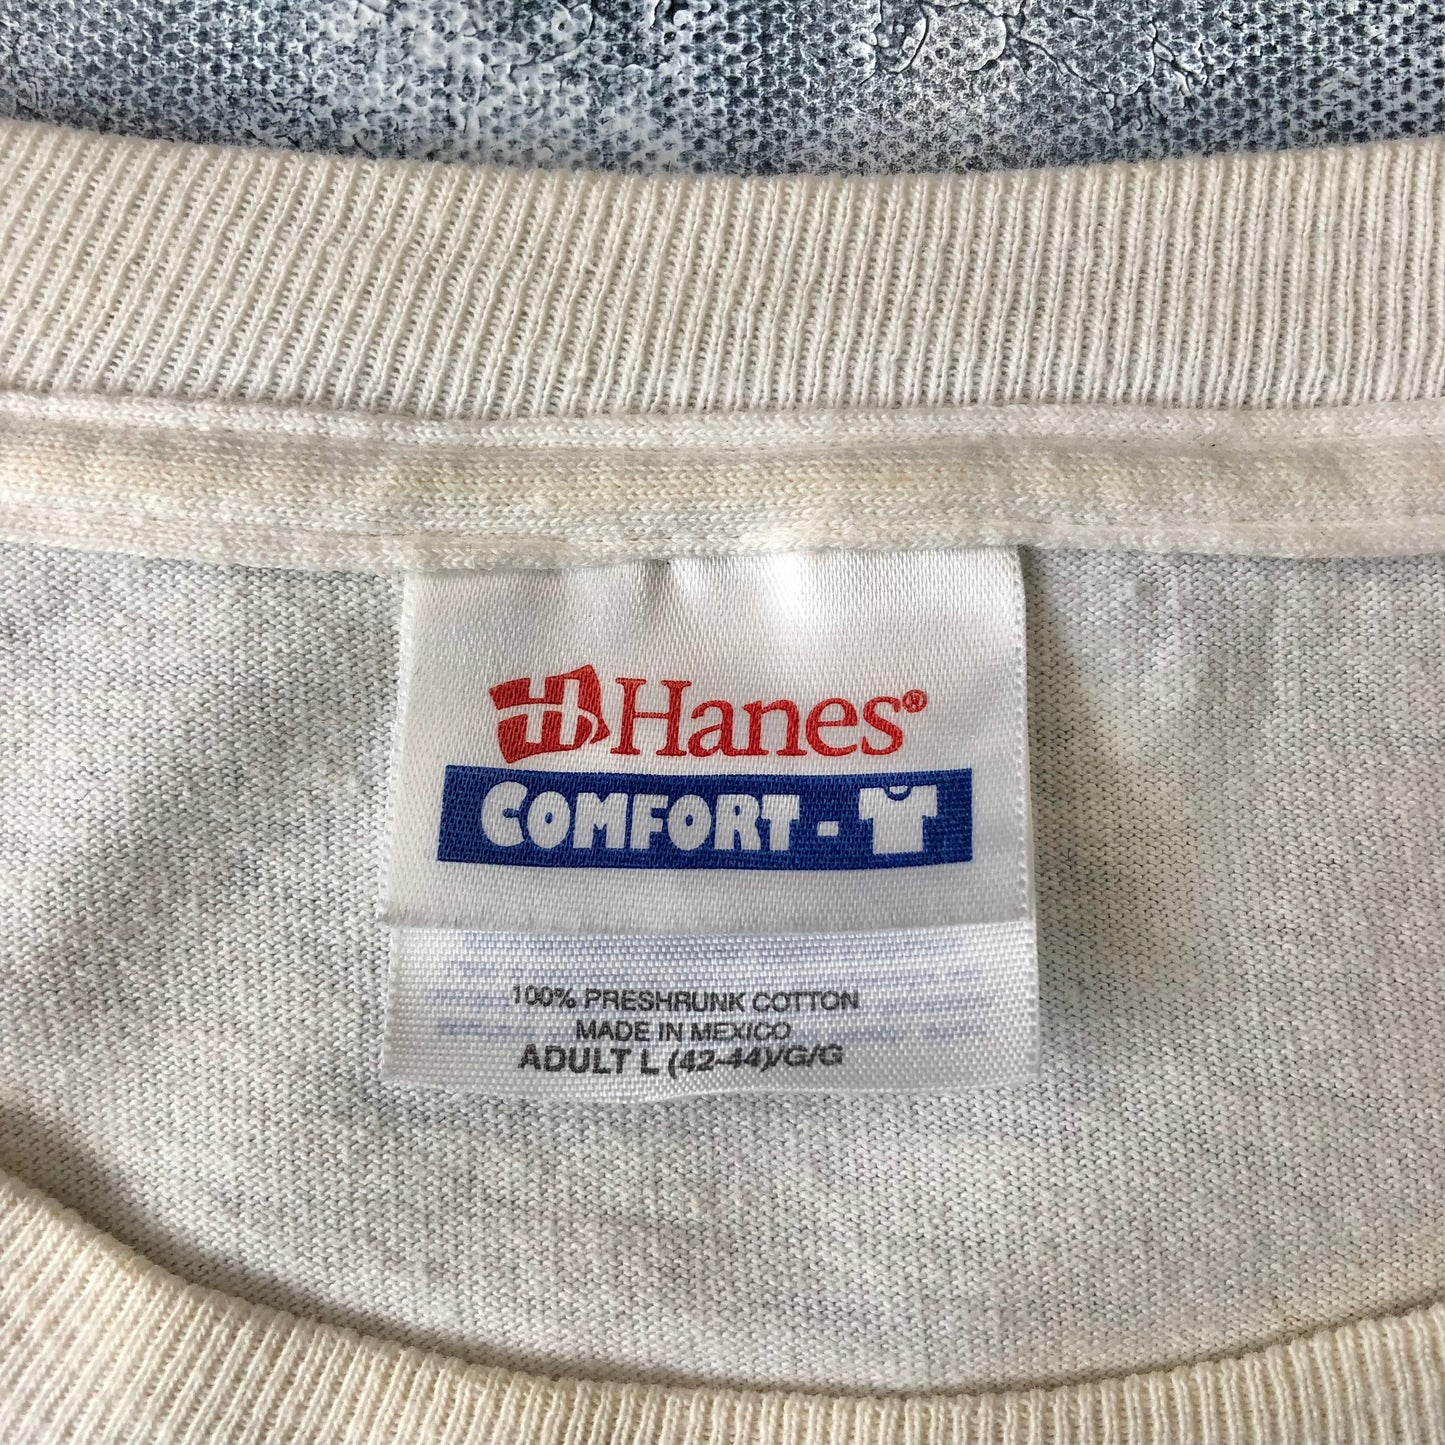 Hanes®
COMFORT-
100% PRESHRUNK COTTON
MADE IN MEXICO
ADULT L (42-44)/G/G